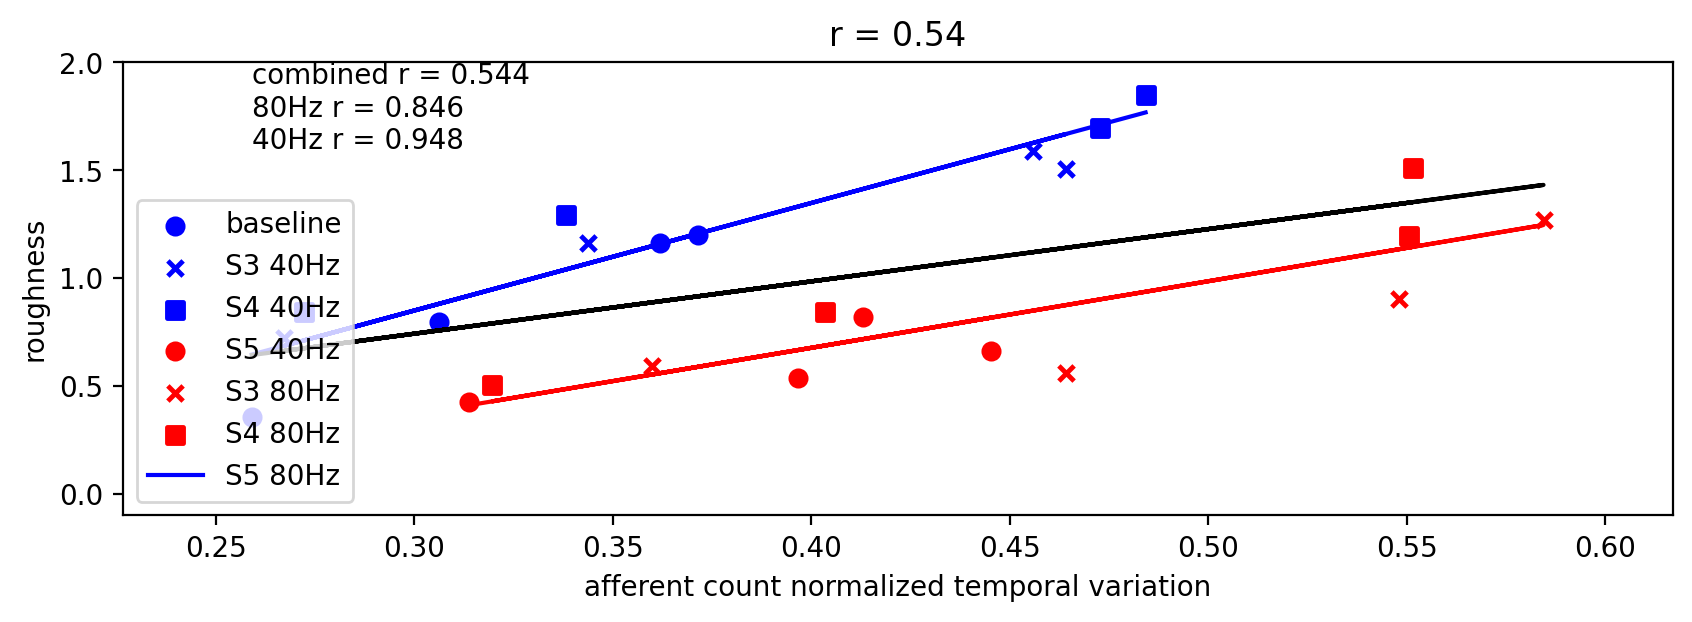 r = 0.54
combined r = 0.544
80Hz r = 0.846
40Hz r = 0.948
2.0
1.5
1.0
0.5
0.0
roughness
baseline
S3 40Hz
S4 40Hz
S5 40Hz
S3 80Hz
S4 80Hz
S5 80Hz
0.25 0.30 0.35 0.40 0.45 0.50 0.55 0.60
afferent count normalized temporal variation